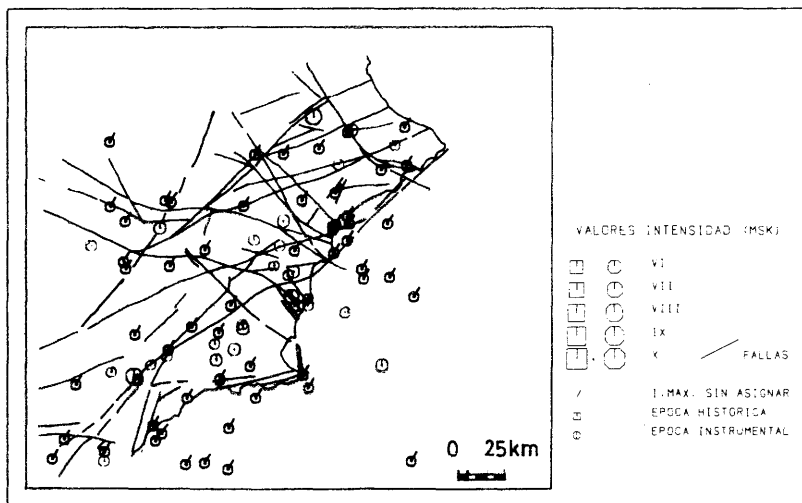 VALORES INTENSIDAD (MSK)
VI
VII
VIII
IX
X
FALLAS
I.MAX. SIN ASIGNAR
EPOCA HISTORICA
EPOCA INSTRUMENTAL
0 25km